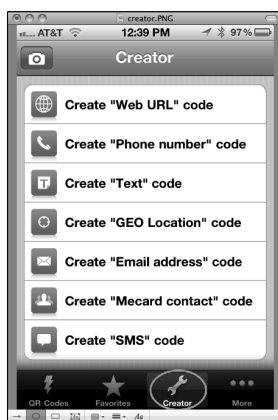 creator.PNG
AT&T 12:39 PM 97%
Creator
Create "Web URL" code
Create "Phone number" code
Create "Text" code
Create "GEO Location" code
Create "Email address" code
Create "Mecard contact" code
Create "SMS" code
QR Codes Favorites Creator More